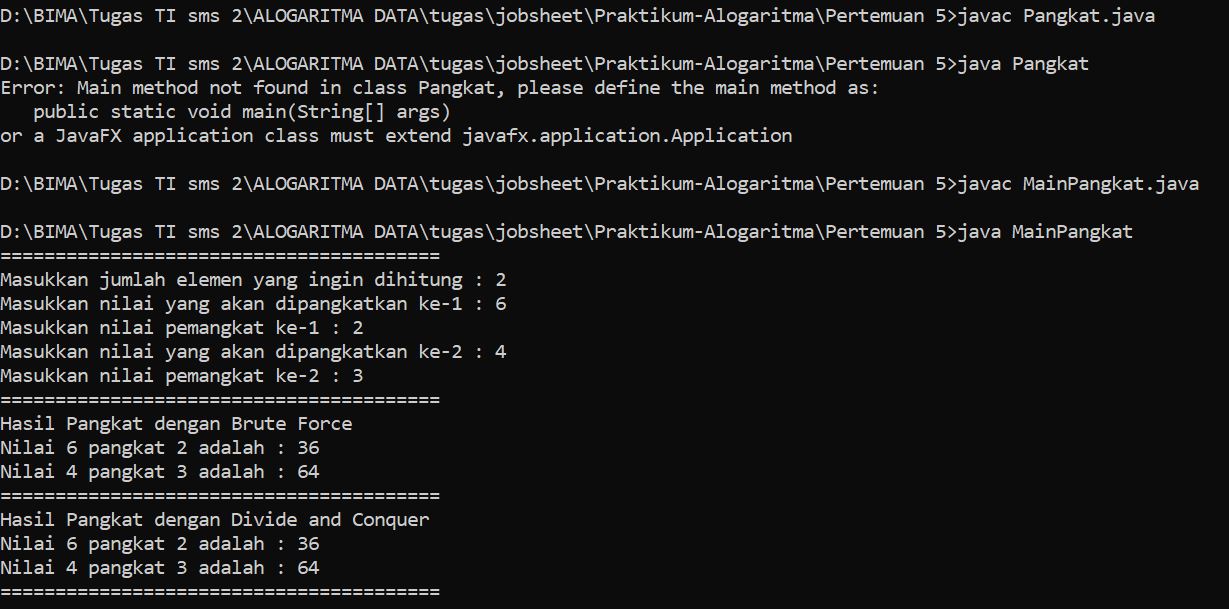 D:\BIMA\Tugas TI sms 2\ALOGARITMA DATA\tugas\jobsheet\Praktikum-Alogaritma\Pertemuan 5>javac Pangkat.java
D:\BIMA\Tugas TI sms 2\ALOGARITMA DATA\tugas\jobsheet\Praktikum-Alogaritma\Pertemuan 5>java Pangkat
Error: Main method not found in class Pangkat, please define the main method as:
   public static void main(String[] args)
or a JavaFX application class must extend javafx.application.Application
D:\BIMA\Tugas TI sms 2\ALOGARITMA DATA\tugas\jobsheet\Praktikum-Alogaritma\Pertemuan 5>javac MainPangkat.java
D:\BIMA\Tugas TI sms 2\ALOGARITMA DATA\tugas\jobsheet\Praktikum-Alogaritma\Pertemuan 5>java MainPangkat
========================================
Masukkan jumlah elemen yang ingin dihitung : 2
Masukkan nilai yang akan dipangkatkan ke-1 : 6
Masukkan nilai pemangkat ke-1 : 2
Masukkan nilai yang akan dipangkatkan ke-2 : 4
Masukkan nilai pemangkat ke-2 : 3
========================================
Hasil Pangkat dengan Brute Force
Nilai 6 pangkat 2 adalah : 36
Nilai 4 pangkat 3 adalah : 64
========================================
Hasil Pangkat dengan Divide and Conquer
Nilai 6 pangkat 2 adalah : 36
Nilai 4 pangkat 3 adalah : 64
========================================